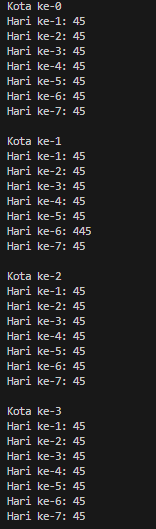 Kota ke-0
Hari ke-1: 45
Hari ke-2: 45
Hari ke-3: 45
Hari ke-4: 45
Hari ke-5: 45
Hari ke-6: 45
Hari ke-7: 45

Kota ke-1
Hari ke-1: 45
Hari ke-2: 45
Hari ke-3: 45
Hari ke-4: 45
Hari ke-5: 45
Hari ke-6: 445
Hari ke-7: 45

Kota ke-2
Hari ke-1: 45
Hari ke-2: 45
Hari ke-3: 45
Hari ke-4: 45
Hari ke-5: 45
Hari ke-6: 45
Hari ke-7: 45

Kota ke-3
Hari ke-1: 45
Hari ke-2: 45
Hari ke-3: 45
Hari ke-4: 45
Hari ke-5: 45
Hari ke-6: 45
Hari ke-7: 45